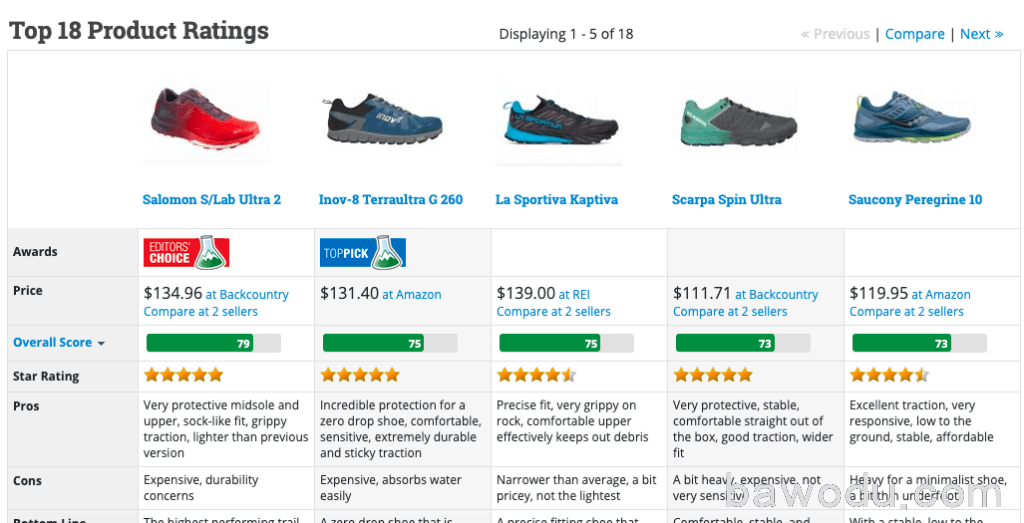 Top 18 Product Ratings
Displaying 1 - 5 of 18
« Previous | Compare | Next »
inov8
LA SPORTIVA
Salomon S/Lab Ultra 2
Inov-8 Terraultra G 260
La Sportiva Kaptiva
Scarpa Spin Ultra
Saucony Peregrine 10
Awards
EDITORS'
CHOICE
TOPPICK
Price
$134.96 at Backcountry
Compare at 2 sellers
$131.40 at Amazon
$139.00 at REI
Compare at 2 sellers
$111.71 at Backcountry
Compare at 2 sellers
$119.95 at Amazon
Compare at 2 sellers
Overall Score
79
75
75
73
73
Star Rating
Pros
Very protective midsole and
upper, sock-like fit, grippy
traction, lighter than previous
version
Incredible protection for a
zero drop shoe, comfortable,
sensitive, extremely durable
and sticky traction
Precise fit, very grippy on
rock, comfortable upper
effectively keeps out debris
Very protective, stable,
comfortable straight out of
the box, good traction, wider
fit
Excellent traction, very
responsive, low to the
ground, stable, affordable
Cons
Expensive, durability
concerns
Expensive, absorbs water
easily
Narrower than average, a bit
pricey, not the lightest
A bit heavy, expensive, not
very sensitive
Heavy for a minimalist shoe,
a bit thin underfoot
Bottom Line
The highest performing trail
A zero drop shoe that is
A precise fitting shoe that
Comfortable, stable, and
With a stable, low to the
bawodu.com